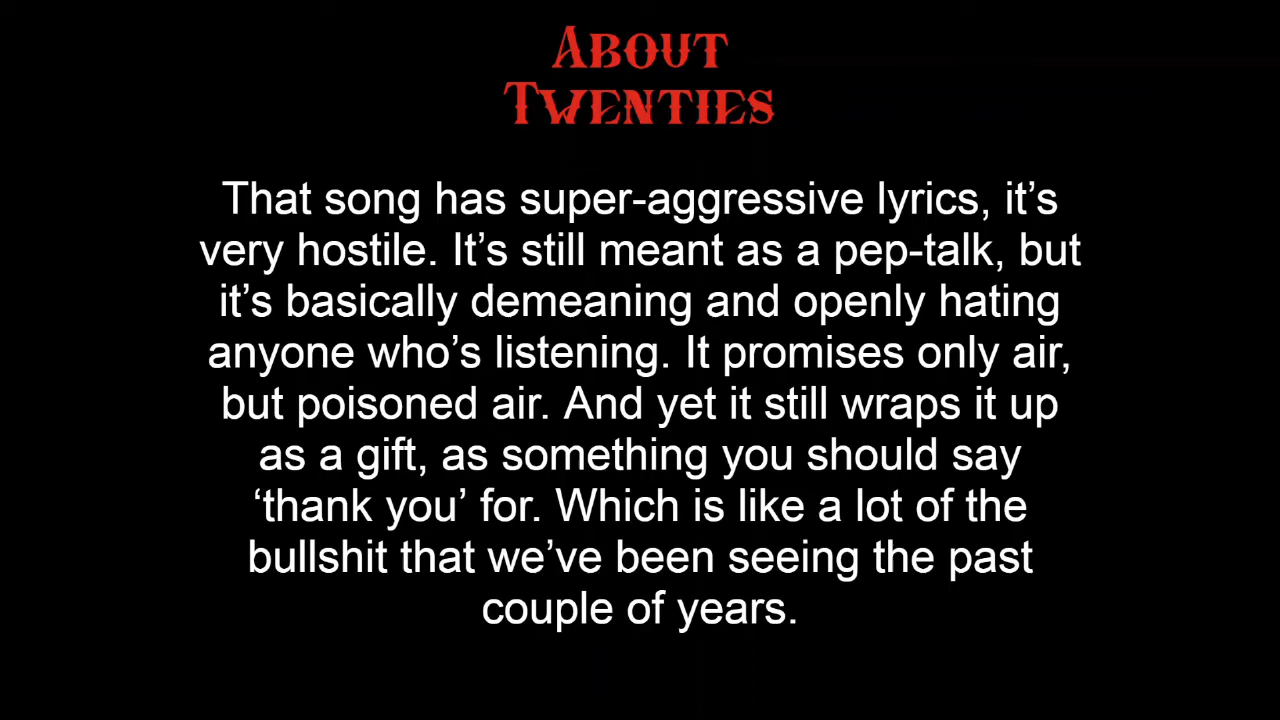 About
Twenties
That song has super-aggressive lyrics, it’s
very hostile. It’s still meant as a pep-talk, but
it’s basically demeaning and openly hating
anyone who’s listening. It promises only air,
but poisoned air. And yet it still wraps it up
as a gift, as something you should say
‘thank you’ for. Which is like a lot of the
bullshit that we’ve been seeing the past
couple of years.